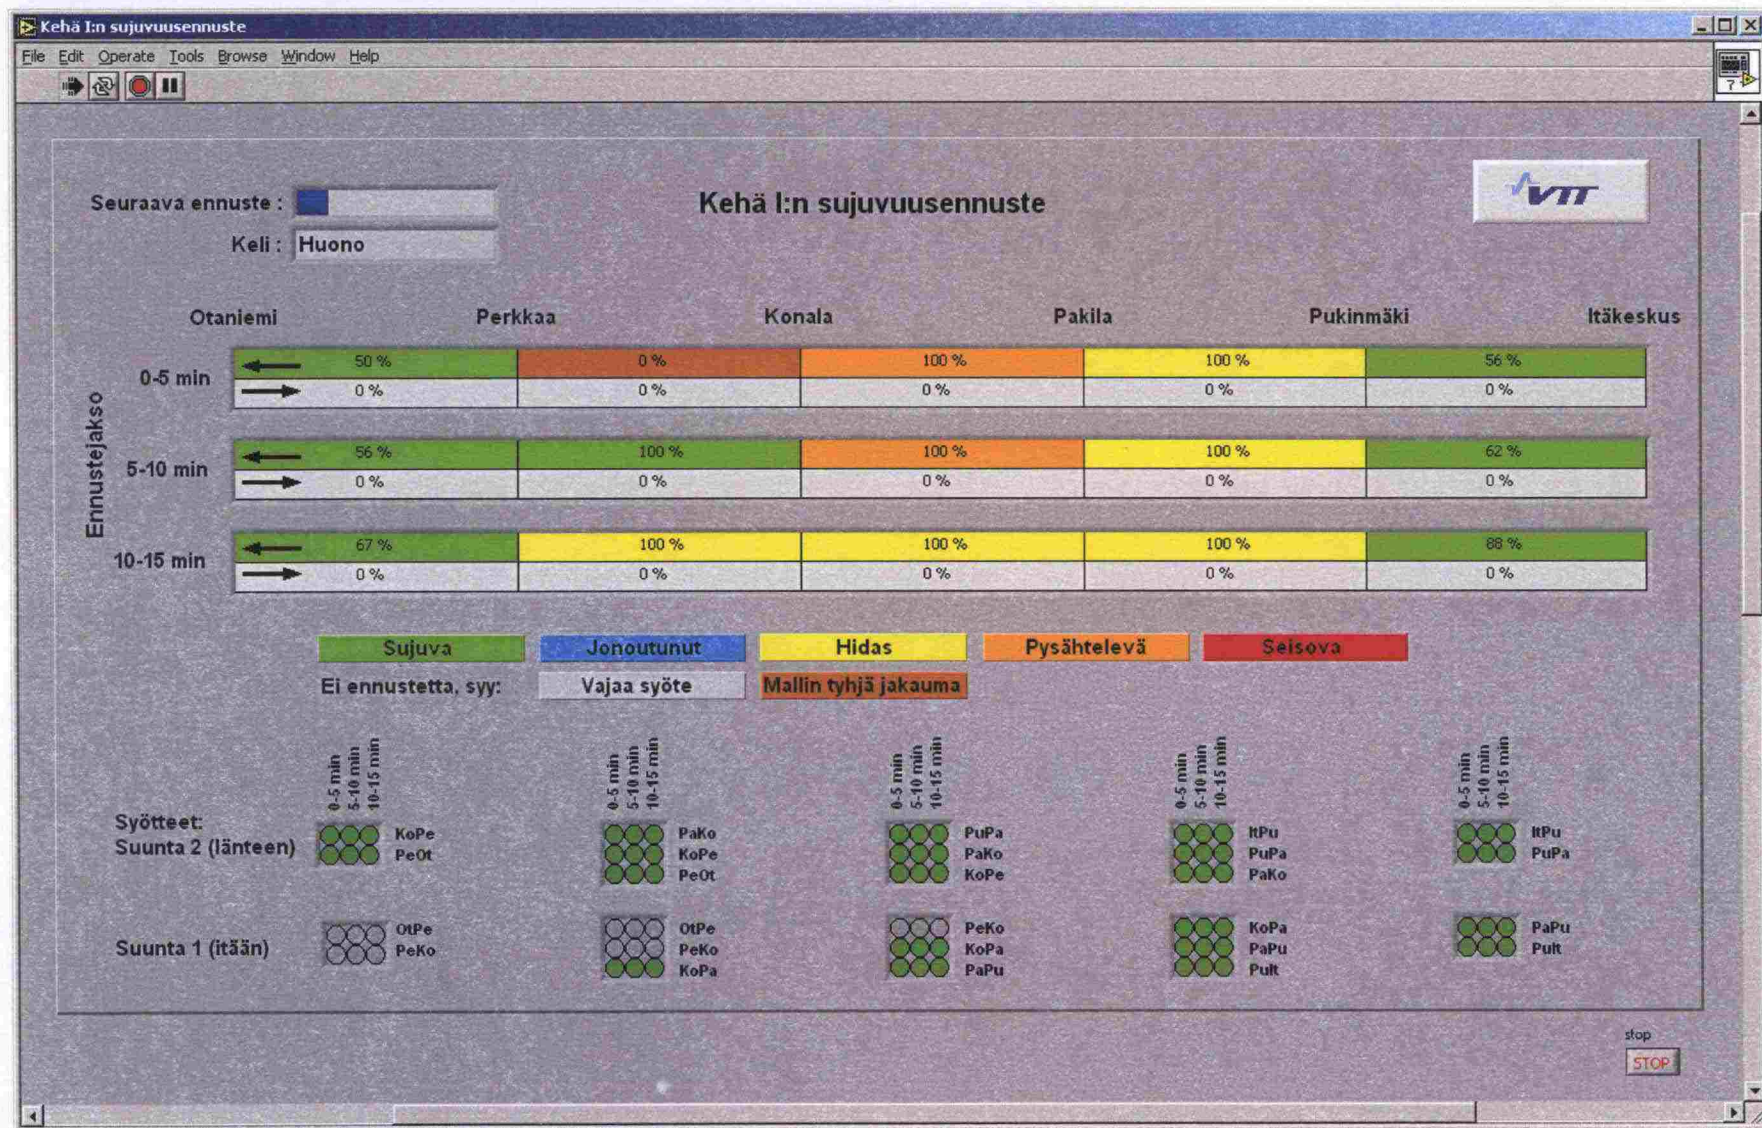 Kehä I:n sujuvuusennuste
File Edit Operate Tools Browse Window Help
?
VTT
Seuraava ennuste :
Kehä I:n sujuvuusennuste
Keli : Huono
Otaniemi Perkkaa Konala Pakila Pukinmäki Itäkeskus
Ennustejakso
0-5 min
50 % 0 % 100 % 100 % 56 %
0 % 0 % 0 % 0 % 0 %
5-10 min
56 % 100 % 100 % 100 % 62 %
0 % 0 % 0 % 0 % 0 %
10-15 min
67 % 100 % 100 % 100 % 88 %
0 % 0 % 0 % 0 % 0 %
Sujuva Jonoutunut Hidas Pysähtelevä Seisova
Ei ennustetta, syy: Vajaa syöte Mallin tyhjä jakauma
0-5 min 5-10 min 10-15 min 0-5 min 5-10 min 10-15 min 0-5 min 5-10 min 10-15 min 0-5 min 5-10 min 10-15 min 0-5 min 5-10 min 10-15 min
Syötteet:
Suunta 2 (länteen)
KoPe PaKo PuPa ItPu ItPu
PeOt KoPe PaKo PuPa PuPa
PeOt KoPe PaKo
Suunta 1 (itään)
OtPe OtPe PeKo KoPa PaPu
PeKo PeKo KoPa PaPu PuIt
KoPa PaPu PuIt
stop
STOP